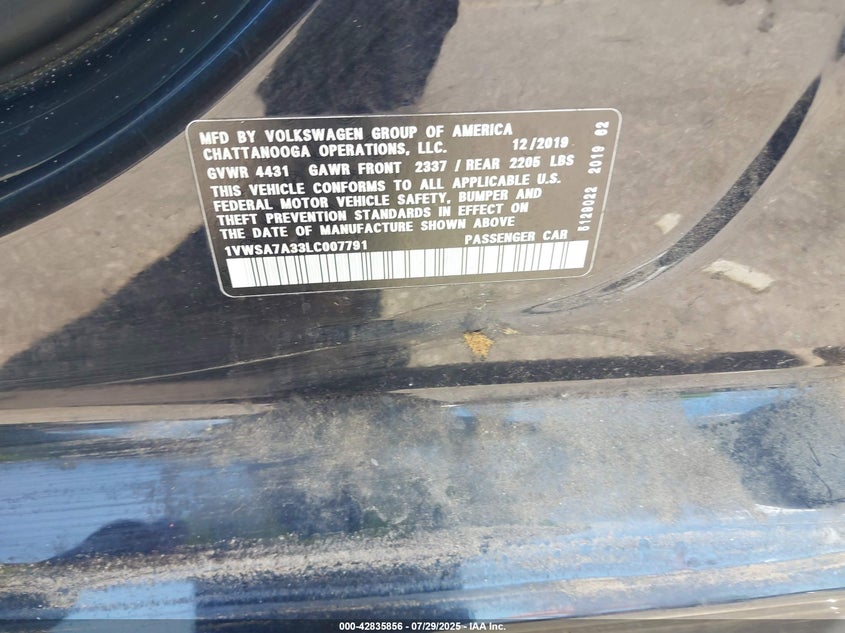 MFD BY VOLKSWAGEN GROUP OF AMERICA
CHATTANOOGA OPERATIONS, LLC. 12/2019
GVWR 4431 GAWR FRONT 2337 / REAR 2205 LBS
THIS VEHICLE CONFORMS TO ALL APPLICABLE U.S.
FEDERAL MOTOR VEHICLE SAFETY, BUMPER AND
THEFT PREVENTION STANDARDS IN EFFECT ON
THE DATE OF MANUFACTURE SHOWN ABOVE
1VWSA7A33LC007791 PASSENGER CAR
5129022 2019 02
000-42835856 - 07/29/2025 - IAA Inc.